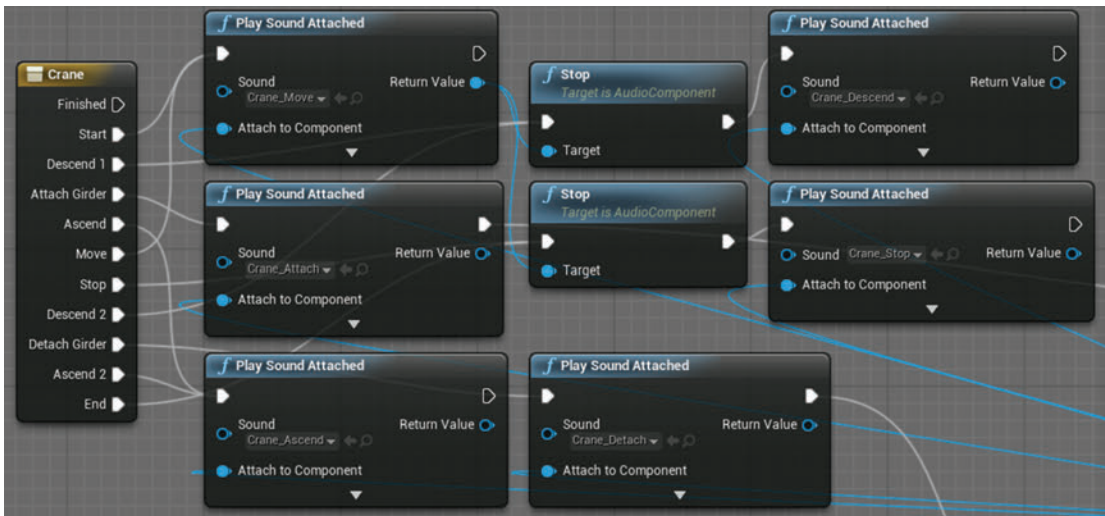 Crane
Finished
Start
Descend 1
Attach Girder
Ascend
Move
Stop
Descend 2
Detach Girder
Ascend 2
End
f Play Sound Attached
Sound
Crane_Move
Return Value
Attach to Component
f Stop
Target is AudioComponent
Target
f Play Sound Attached
Sound
Crane_Descend
Return Value
Attach to Component
f Play Sound Attached
Sound
Crane_Attach
Return Value
Attach to Component
f Stop
Target is AudioComponent
Target
f Play Sound Attached
Sound Crane_Stop
Return Value
Attach to Component
f Play Sound Attached
Sound
Crane_Ascend
Return Value
Attach to Component
f Play Sound Attached
Sound
Crane_Detach
Return Value
Attach to Component